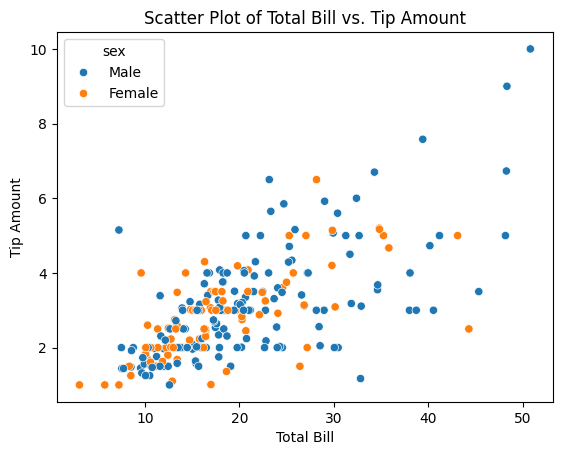 Scatter Plot of Total Bill vs. Tip Amount
sex
Male
Female
Tip Amount
10
8
6
4
2
10
20
30
40
50
Total Bill